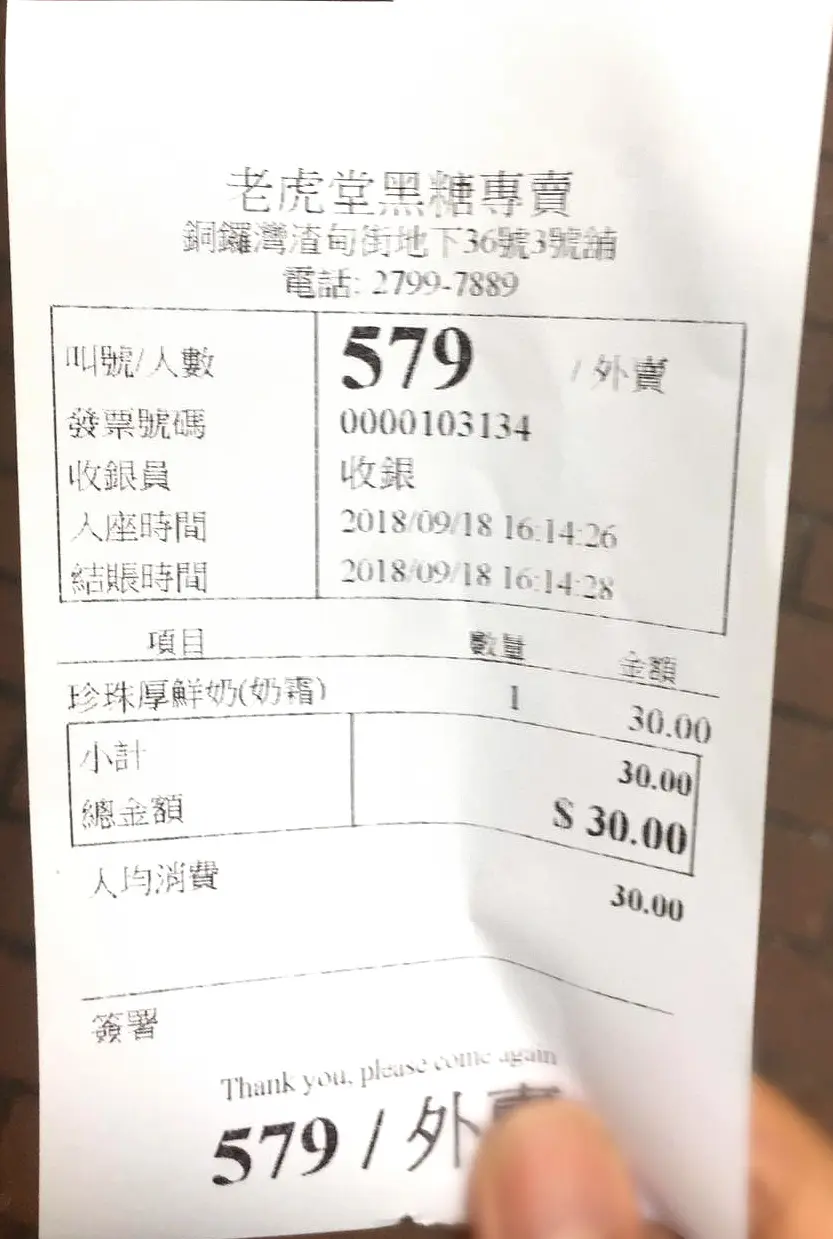 老虎堂黑糖專賣
銅鑼灣渣甸街地下36號3號舖
電話: 2799-7889
叫號/人數 579 / 外賣
發票號碼 0000103134
收銀員 收銀
入座時間 2018/09/18 16:14:26
結賬時間 2018/09/18 16:14:28
項目 數量 金額
珍珠厚鮮奶(奶霜) 1 30.00
小計 30.00
總金額 $ 30.00
人均消費 30.00
簽署
Thank you, please come again
579 / 外賣